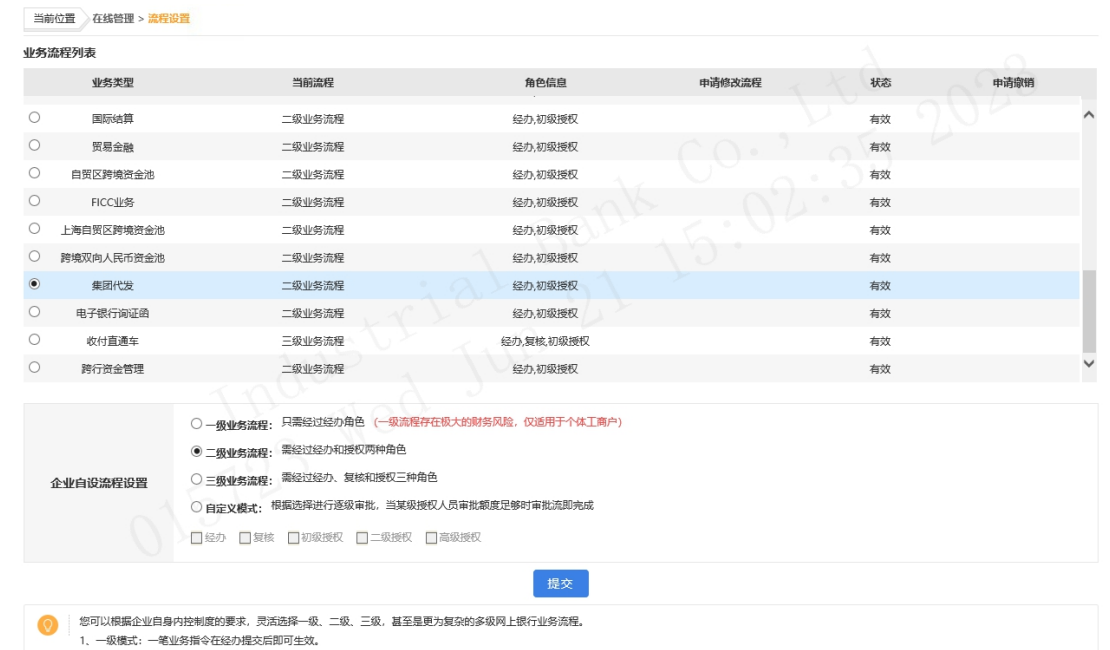 当前位置 在线管理 > 流程设置
业务流程列表
业务类型 当前流程 角色信息 申请修改流程 状态 申请撤销
国际结算 二级业务流程 经办,初级授权 有效
贸易金融 二级业务流程 经办,初级授权 有效
自贸区跨境资金池 二级业务流程 经办,初级授权 有效
FICC业务 二级业务流程 经办,初级授权 有效
上海自贸区跨境资金池 二级业务流程 经办,初级授权 有效
跨境双向人民币资金池 二级业务流程 经办,初级授权 有效
集团代发 二级业务流程 经办,初级授权 有效
电子银行询证函 二级业务流程 经办,初级授权 有效
收付直通车 三级业务流程 经办,复核,初级授权 有效
跨行资金管理 二级业务流程 经办,初级授权 有效
企业自设流程设置
一级业务流程: 只需经过经办角色 (一级流程存在极大的财务风险,仅适用于个体工商户)
二级业务流程: 需经过经办和授权两种角色
三级业务流程: 需经过经办、复核和授权三种角色
自定义模式: 根据选择进行逐级审批,当某级授权人员审批额度足够时审批流即完成
经办 复核 初级授权 二级授权 高级授权
提交
您可以根据企业自身内控制度的要求,灵活选择一级、二级、三级,甚至是更为复杂的多级网上银行业务流程。
1、一级模式:一笔业务指令在经办提交后即可生效。
Industrial Bank Co., Ltd
015723 Wed Jun 21 15:02:35 2023